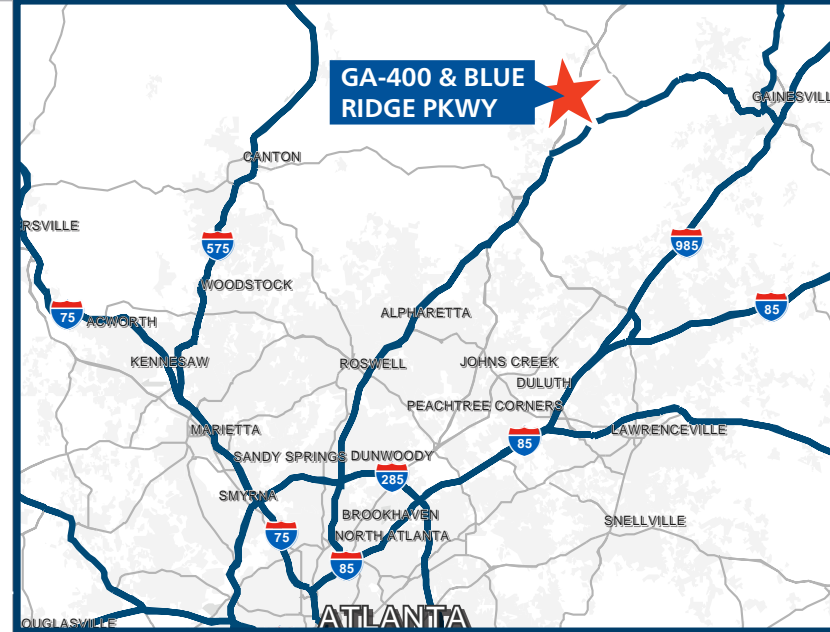 GA-400 & BLUE
RIDGE PKWY
GAINESVILL
CANTON
RSVILLE
575
985
WOODSTOCK
75
ACWORTH
ALPHARETTA
85
KENNESAW
ROSWELL
JOHNS CREEK
DULUTH
PEACHTREE CORNERS
MARIETTA
85
LAWRENCEVILLE
SANDY SPRINGS
DUNWOODY
285
SMYRNA
BROOKHAVEN
SNELLVILLE
75
NORTH ATLANTA
85
OUGLASVILLE
ATLANTA